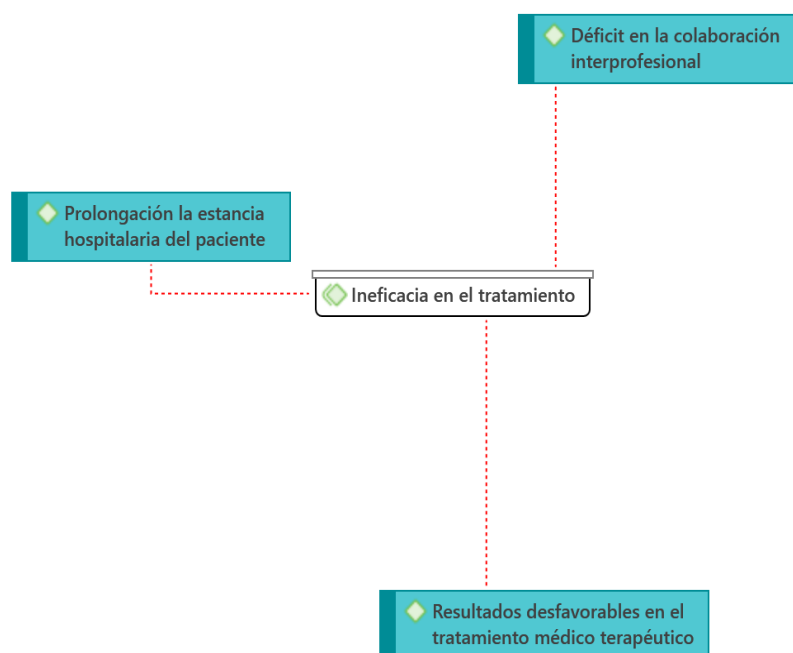 Déficit en la colaboración
interprofesional
Prolongación la estancia
hospitalaria del paciente
Ineficacia en el tratamiento
Resultados desfavorables en el
tratamiento médico terapéutico